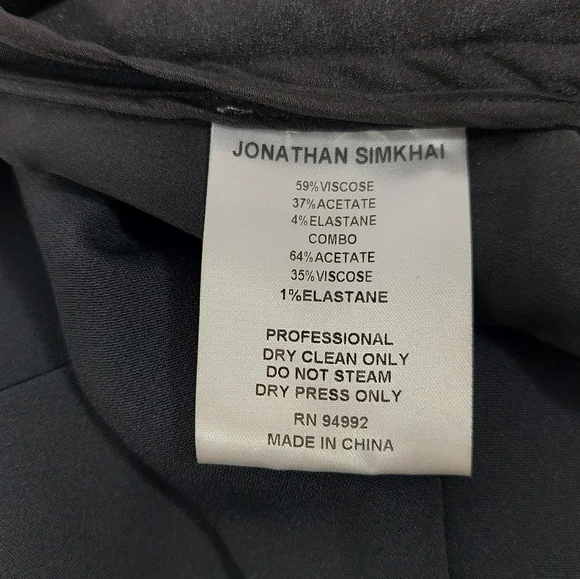 JONATHAN SIMKHAI
59%VISCOSE
37%ACETATE
4%ELASTANE
COMBO
64%ACETATE
35%VISCOSE
1%ELASTANE
PROFESSIONAL
DRY CLEAN ONLY
DO NOT STEAM
DRY PRESS ONLY
RN 94992
MADE IN CHINA